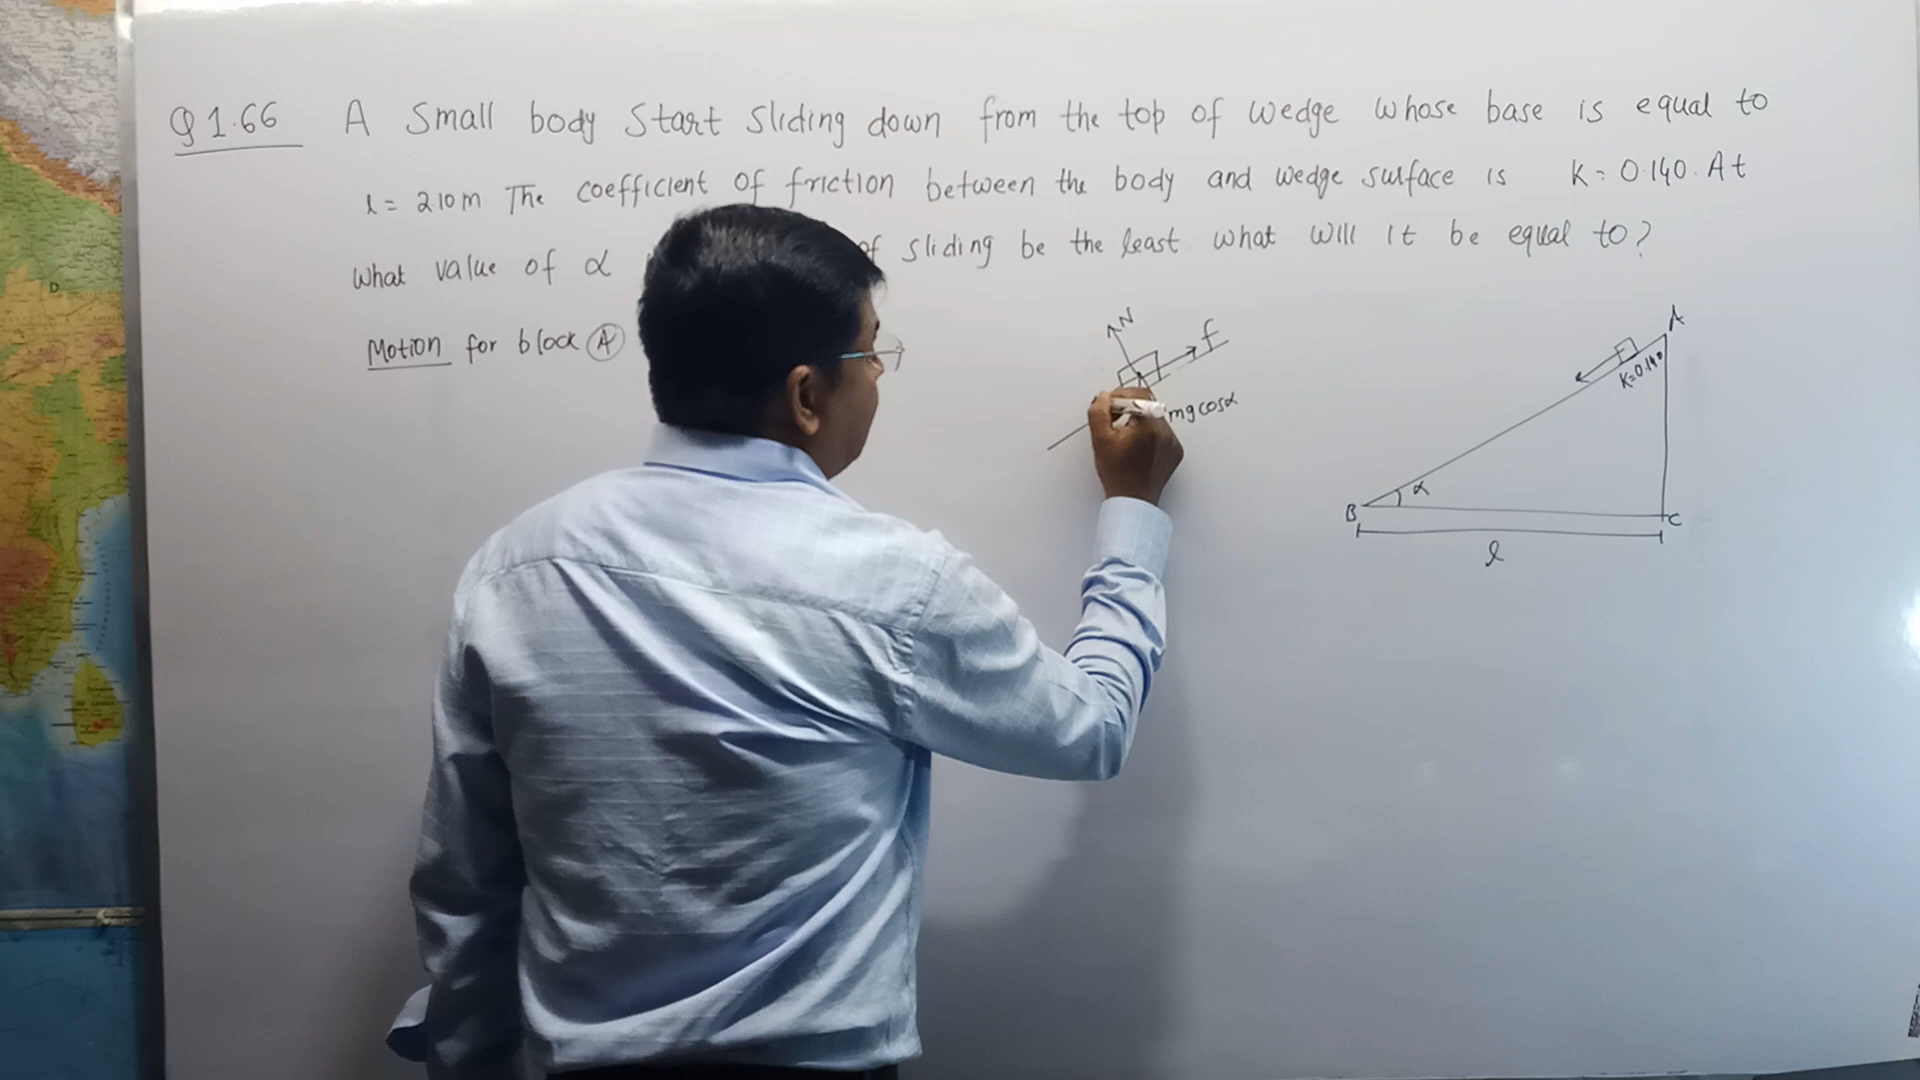 Q 1.66 A Small body Start Sliding down from the top of wedge whose base is equal to
l = 210m The coefficient of friction between the body and wedge surface is K = 0.140. At
What value of α of sliding be the least. What will it be equal to?
Motion for block A
N
f
mg cosα
A
K=0.140
α
B
C
l